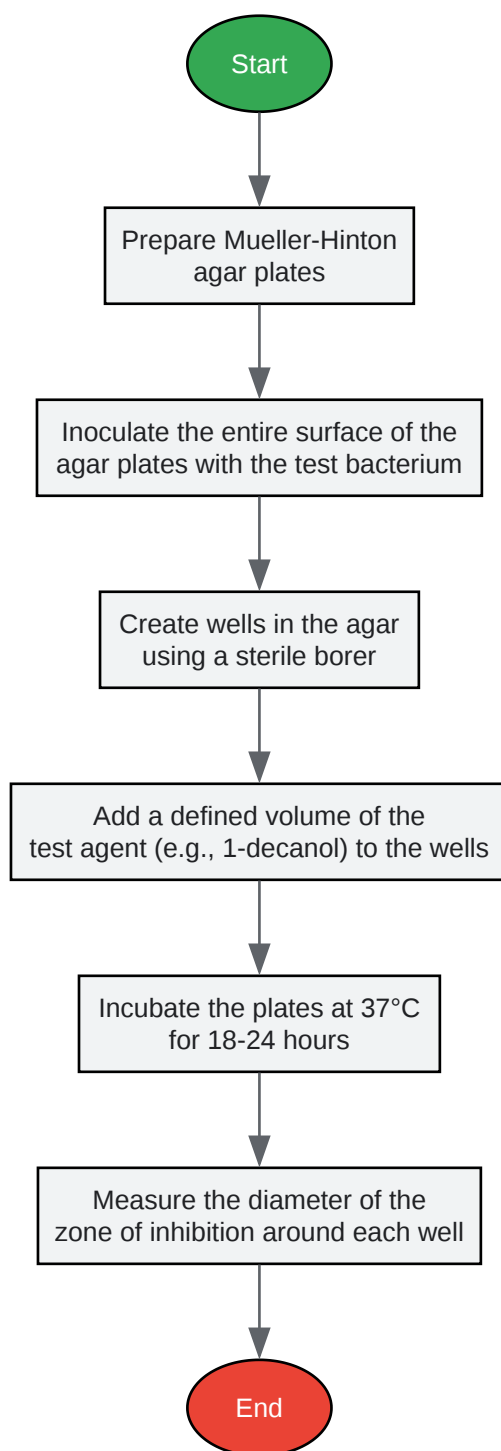 Start
Prepare Mueller-Hinton
agar plates
Inoculate the entire surface of the
agar plates with the test bacterium
Create wells in the agar
using a sterile borer
Add a defined volume of the
test agent (e.g., 1-decanol) to the wells
Incubate the plates at 37°C
for 18-24 hours
Measure the diameter of the
zone of inhibition around each well
End